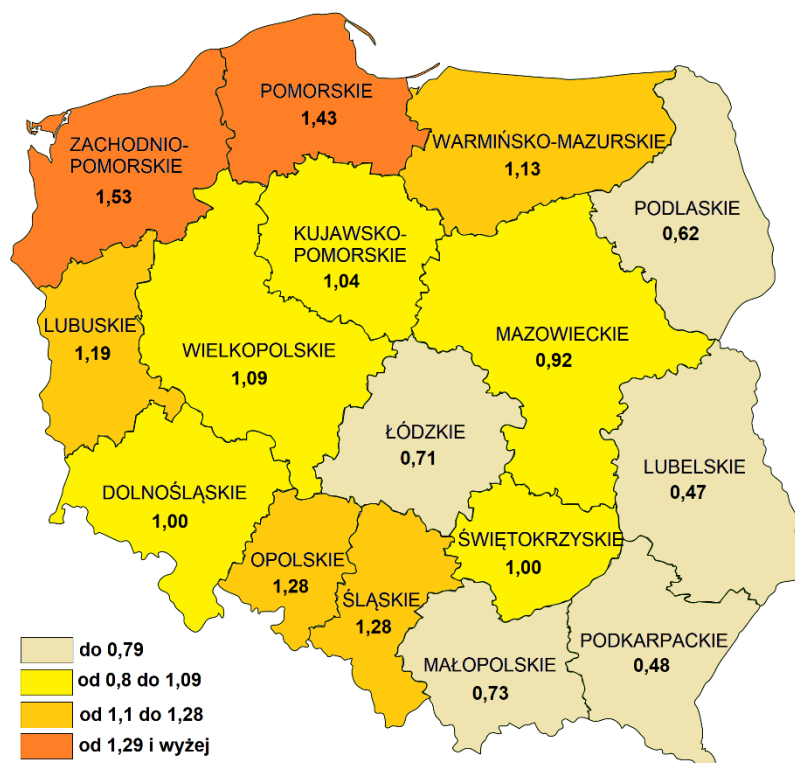 POMORSKIE
1,43
ZACHODNIO-
POMORSKIE
1,53
WARMIŃSKO-MAZURSKIE
1,13
PODLASKIE
0,62
KUJAWSKO-
POMORSKIE
1,04
LUBUSKIE
1,19
WIELKOPOLSKIE
1,09
MAZOWIECKIE
0,92
ŁÓDZKIE
0,71
LUBELSKIE
0,47
DOLNOŚLĄSKIE
1,00
OPOLSKIE
1,28
ŚLĄSKIE
1,28
ŚWIĘTOKRZYSKIE
1,00
MAŁOPOLSKIE
0,73
PODKARPACKIE
0,48
do 0,79
od 0,8 do 1,09
od 1,1 do 1,28
od 1,29 i wyżej